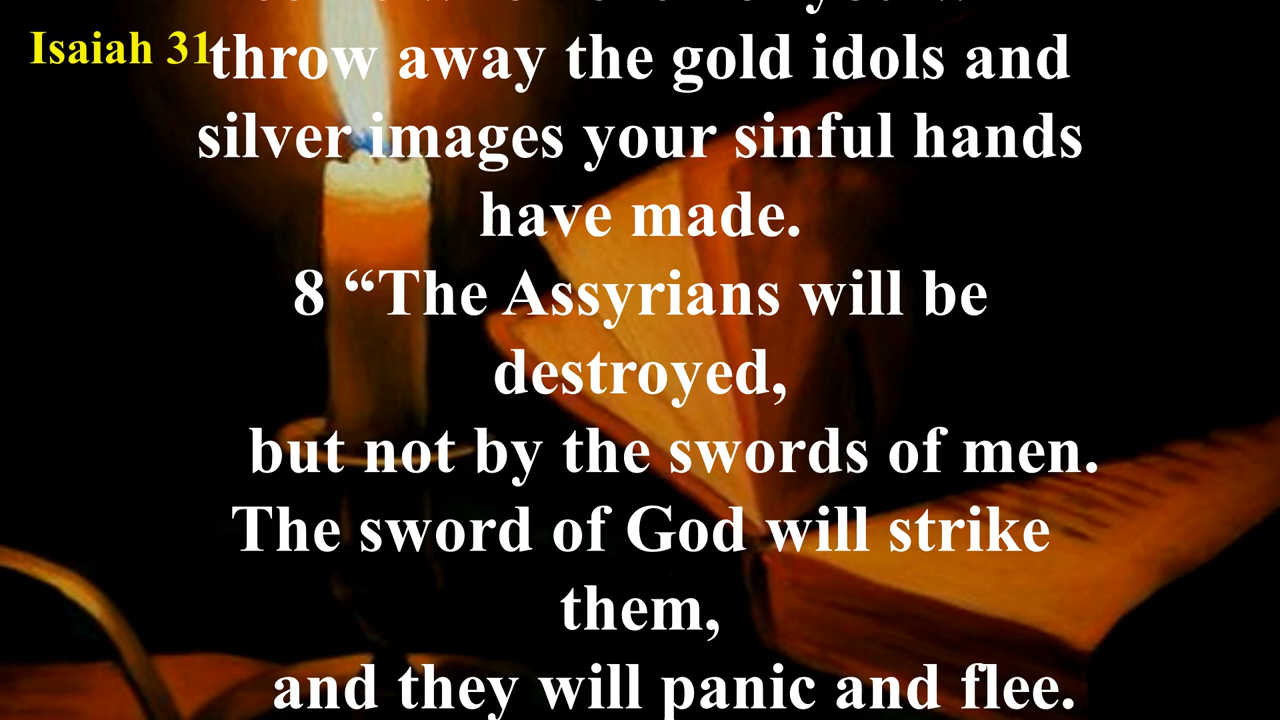 Isaiah 31
throw away the gold idols and
silver images your sinful hands
have made.
8 “The Assyrians will be
destroyed,
but not by the swords of men.
The sword of God will strike
them,
and they will panic and flee.